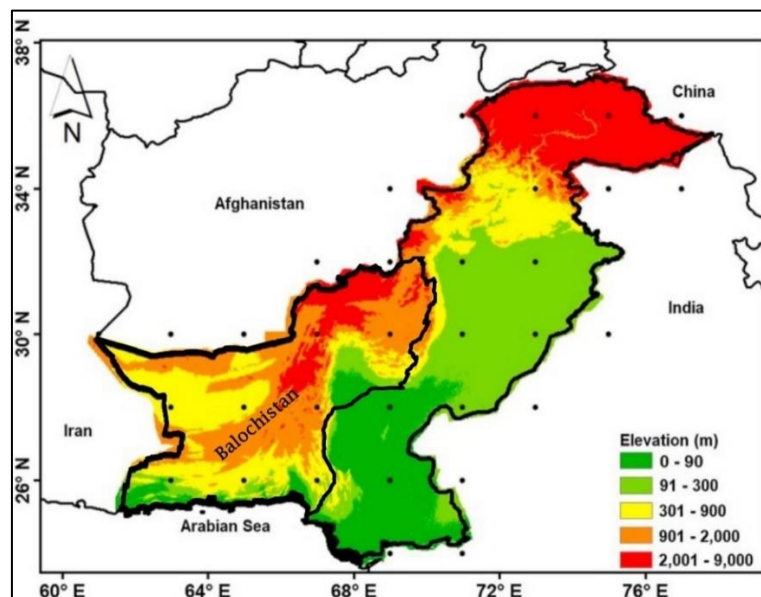 38° N
China
N
34° N
Afghanistan
India
30° N
Balochistan
Iran
Elevation (m)
0 - 90
91 - 300
301 - 900
901 - 2,000
2,001 - 9,000
26° N
Arabian Sea
60° E
64° E
68° E
72° E
76° E